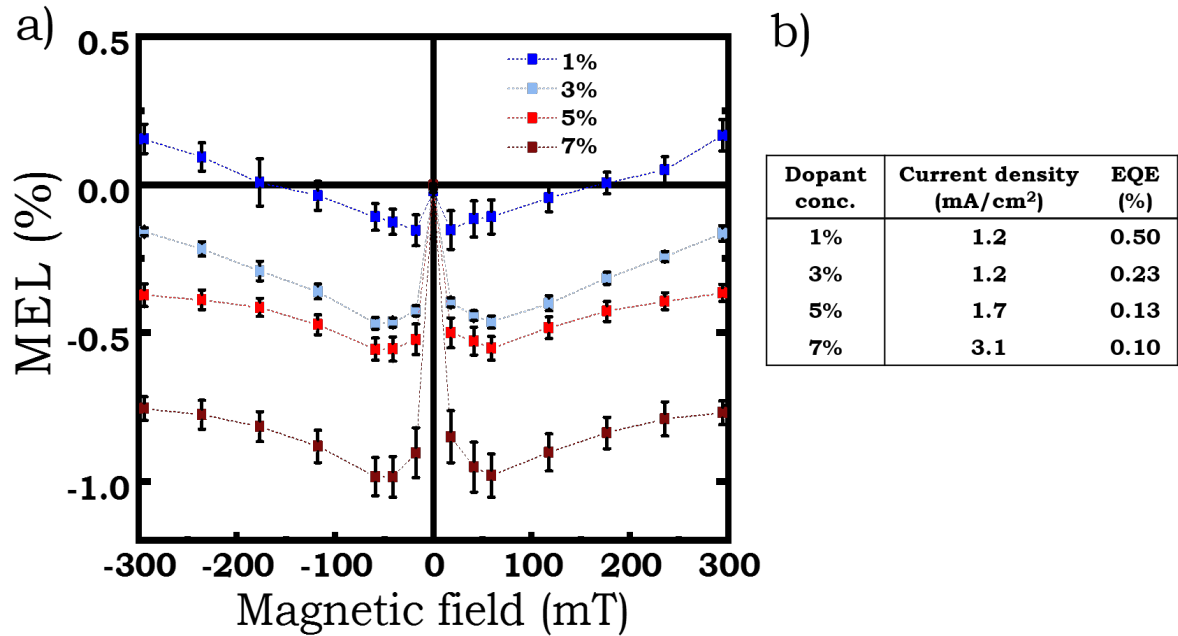 a)
MEL (%)
0.5
0.0
-0.5
-1.0
1%
3%
5%
7%
-300 -200 -100 0 100 200 300
Magnetic field (mT)
b)
Dopant conc. Current density (mA/cm²) EQE (%)
1% 1.2 0.50
3% 1.2 0.23
5% 1.7 0.13
7% 3.1 0.10